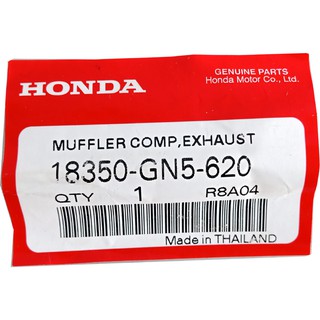 HONDA
GENUINE PARTS
Honda Motor Co., Ltd.
MUFFLER COMP,EXHAUST
18350-GN5-620
QTY 1 R8A04
Made in THAILAND